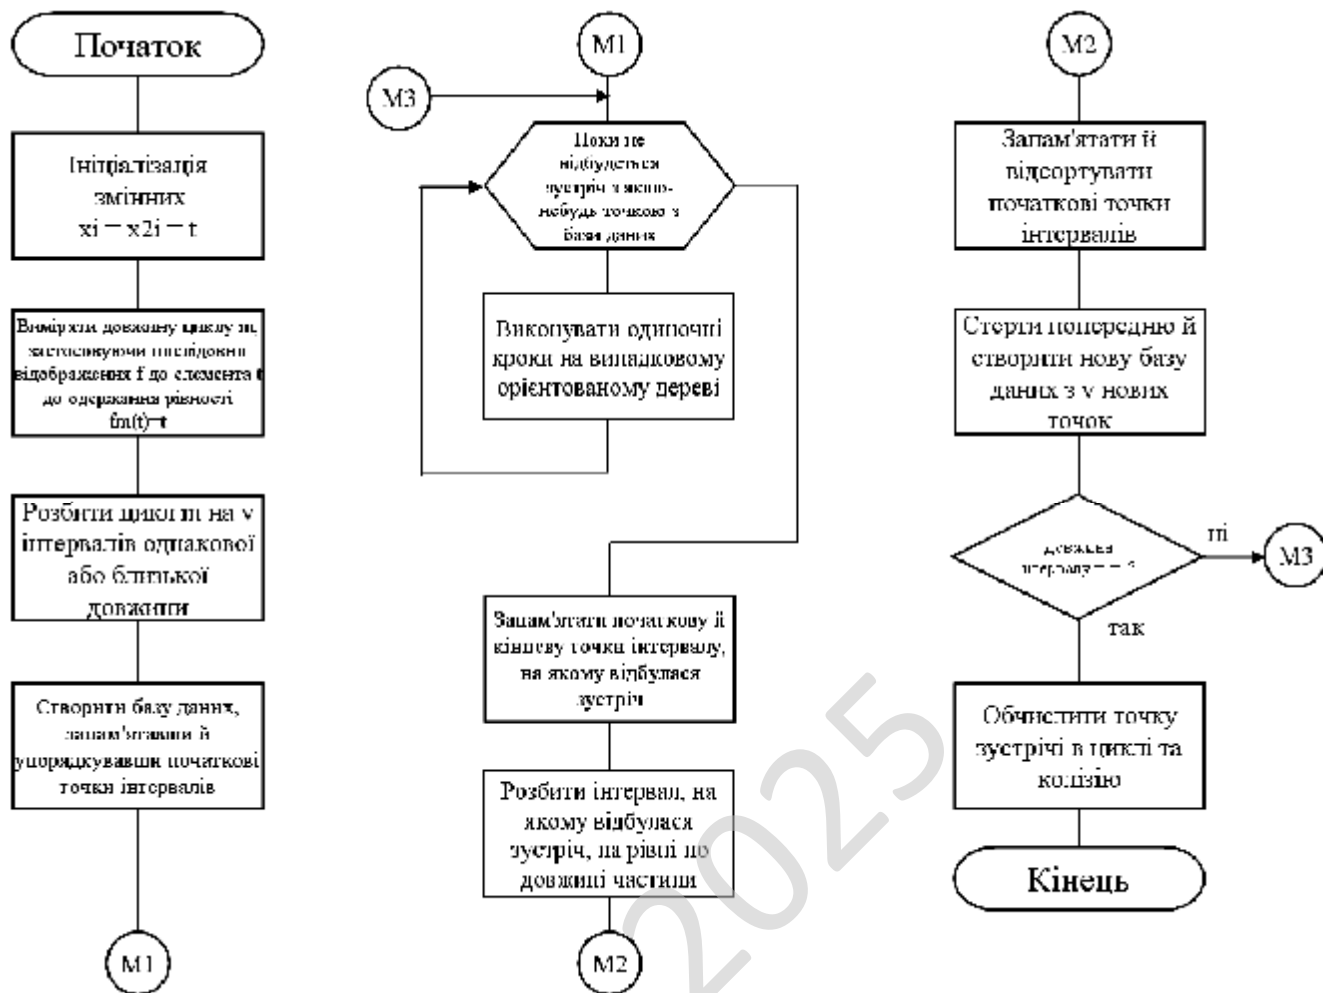 Початок
Ініціалізація
змінних
xi = x2i = t
Виміряти довжину циклу m,
застосовуючи послідовно
відображення f до елемента t
до одержання рівності
fm(t)=t
Розбити цикл m на v
інтервалів однакової
або близької
довжини
Створити базу даних,
запам'ятавши й
упорядкувавши початкові
точки інтервалів
M1
M1
M3
Поки не
відбудеться
зустріч з якою-
небудь точкою з
бази даних
Виконувати одиночні
кроки на випадковому
орієнтованому дереві
Запам'ятати початкову й
кінцеву точки інтервалу,
на якому відбулася
зустріч
Розбити інтервал, на
якому відбулася
зустріч, на рівні по
довжині частини
M2
M2
Запам'ятати й
відсортувати
початкові точки
інтервалів
Стерти попередню й
створити нову базу
даних з v нових
точок
довжина
інтервалу
ні
M3
так
Обчислити точку
зустрічі в циклі та
колізію
Кінець
2025